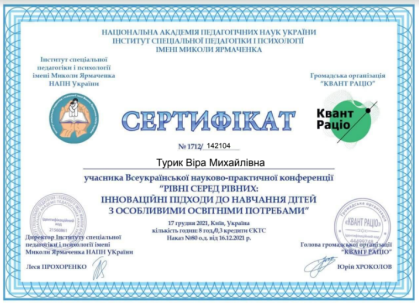 НАЦІОНАЛЬНА АКАДЕМІЯ ПЕДАГОГІЧНИХ НАУК УКРАЇНИ
ІНСТИТУТ СПЕЦІАЛЬНОЇ ПЕДАГОГІКИ І ПСИХОЛОГІЇ
ІМЕНІ МИКОЛИ ЯРМАЧЕНКА
Інститут спеціальної
педагогіки і психології
імені Миколи Ярмаченка
НАПН України
Громадська організація
"КВАНТ РАЦІО"
Квант
Раціо
СЕРТИФІКАТ
№ 1712/ 142104
Турик Віра Михайлівна
учасника Всеукраїнської науково-практичної конференції
"РІВНІ СЕРЕД РІВНИХ:
ІННОВАЦІЙНІ ПІДХОДИ ДО НАВЧАННЯ ДІТЕЙ
З ОСОБЛИВИМИ ОСВІТНІМИ ПОТРЕБАМИ"
17 грудня 2021, Київ, Україна
кількість годин 8 год./0,3 кредити ЄКТС
Наказ №80 о.д. від 16.12.2021 р.
Директор Інституту спеціальної
педагогіки і психології імені
Миколи Ярмаченка НАПН України
Леся ПРОХОРЕНКО
«КВАНТ РАЦІО»
Голова громадської організації
"КВАНТ РАЦІО"
Юрій ХРОКОЛОВ